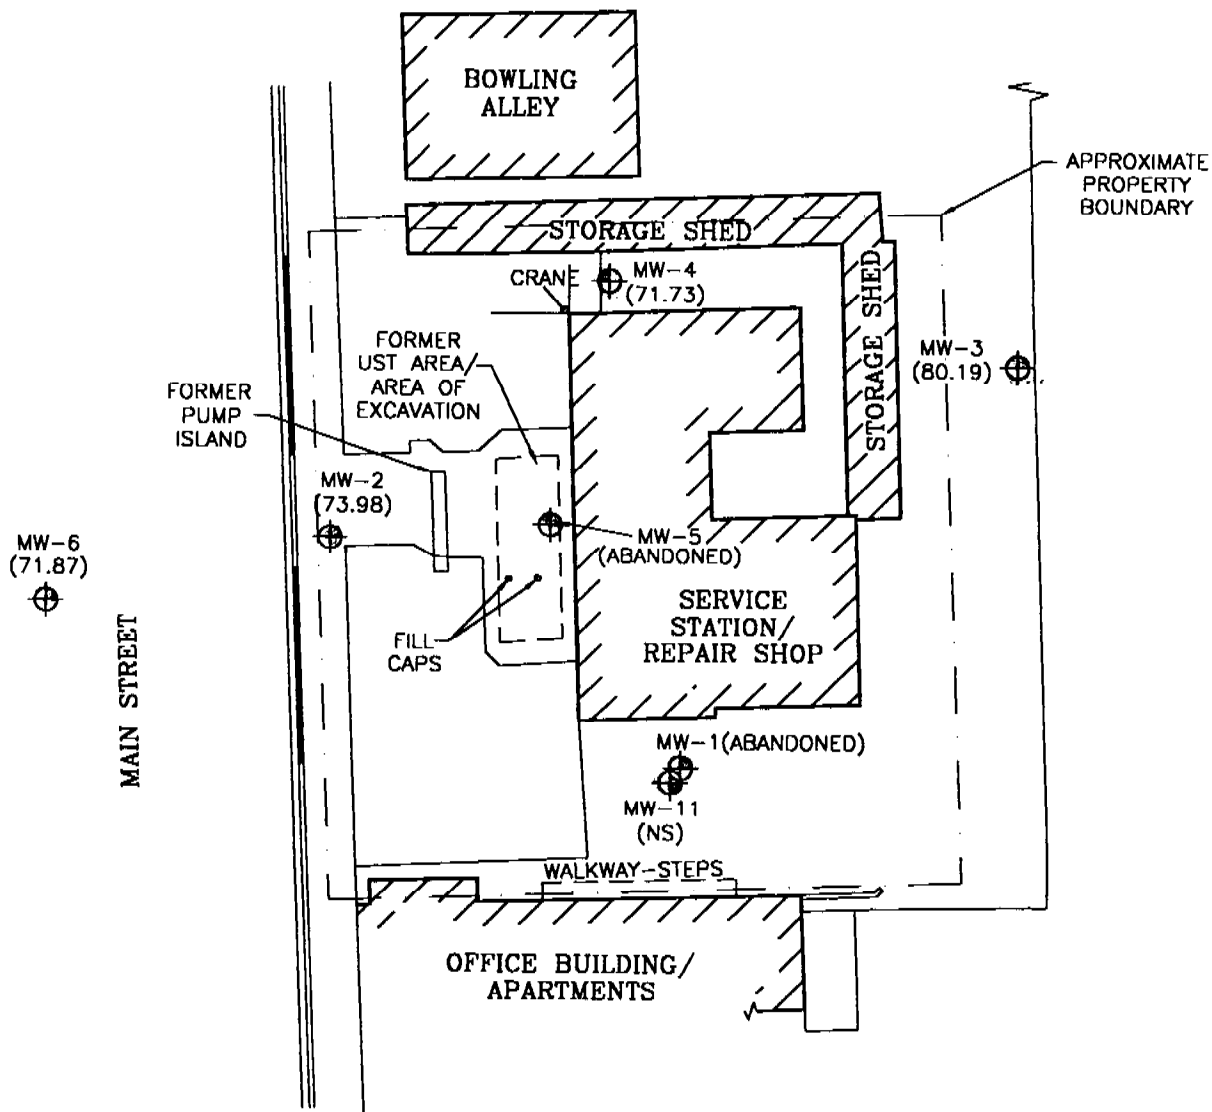 BOWLING
ALLEY
APPROXIMATE
PROPERTY
BOUNDARY
STORAGE SHED
STORAGE SHED
CRANE
MW-4
(71.73)
MW-3
(80.19)
FORMER
UST AREA/
AREA OF
EXCAVATION
FORMER
PUMP
ISLAND
MW-2
(73.98)
MW-6
(71.87)
MW-5
(ABANDONED)
SERVICE
STATION/
REPAIR SHOP
FILL
CAPS
MAIN STREET
MW-1(ABANDONED)
MW-11
(NS)
WALKWAY-STEPS
OFFICE BUILDING/
APARTMENTS